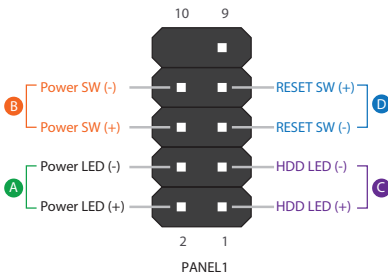 10 9
Power SW (-) RESET SW (+)
B D
Power SW (+) RESET SW (-)
Power LED (-) HDD LED (-)
A C
Power LED (+) HDD LED (+)
2 1
PANEL1